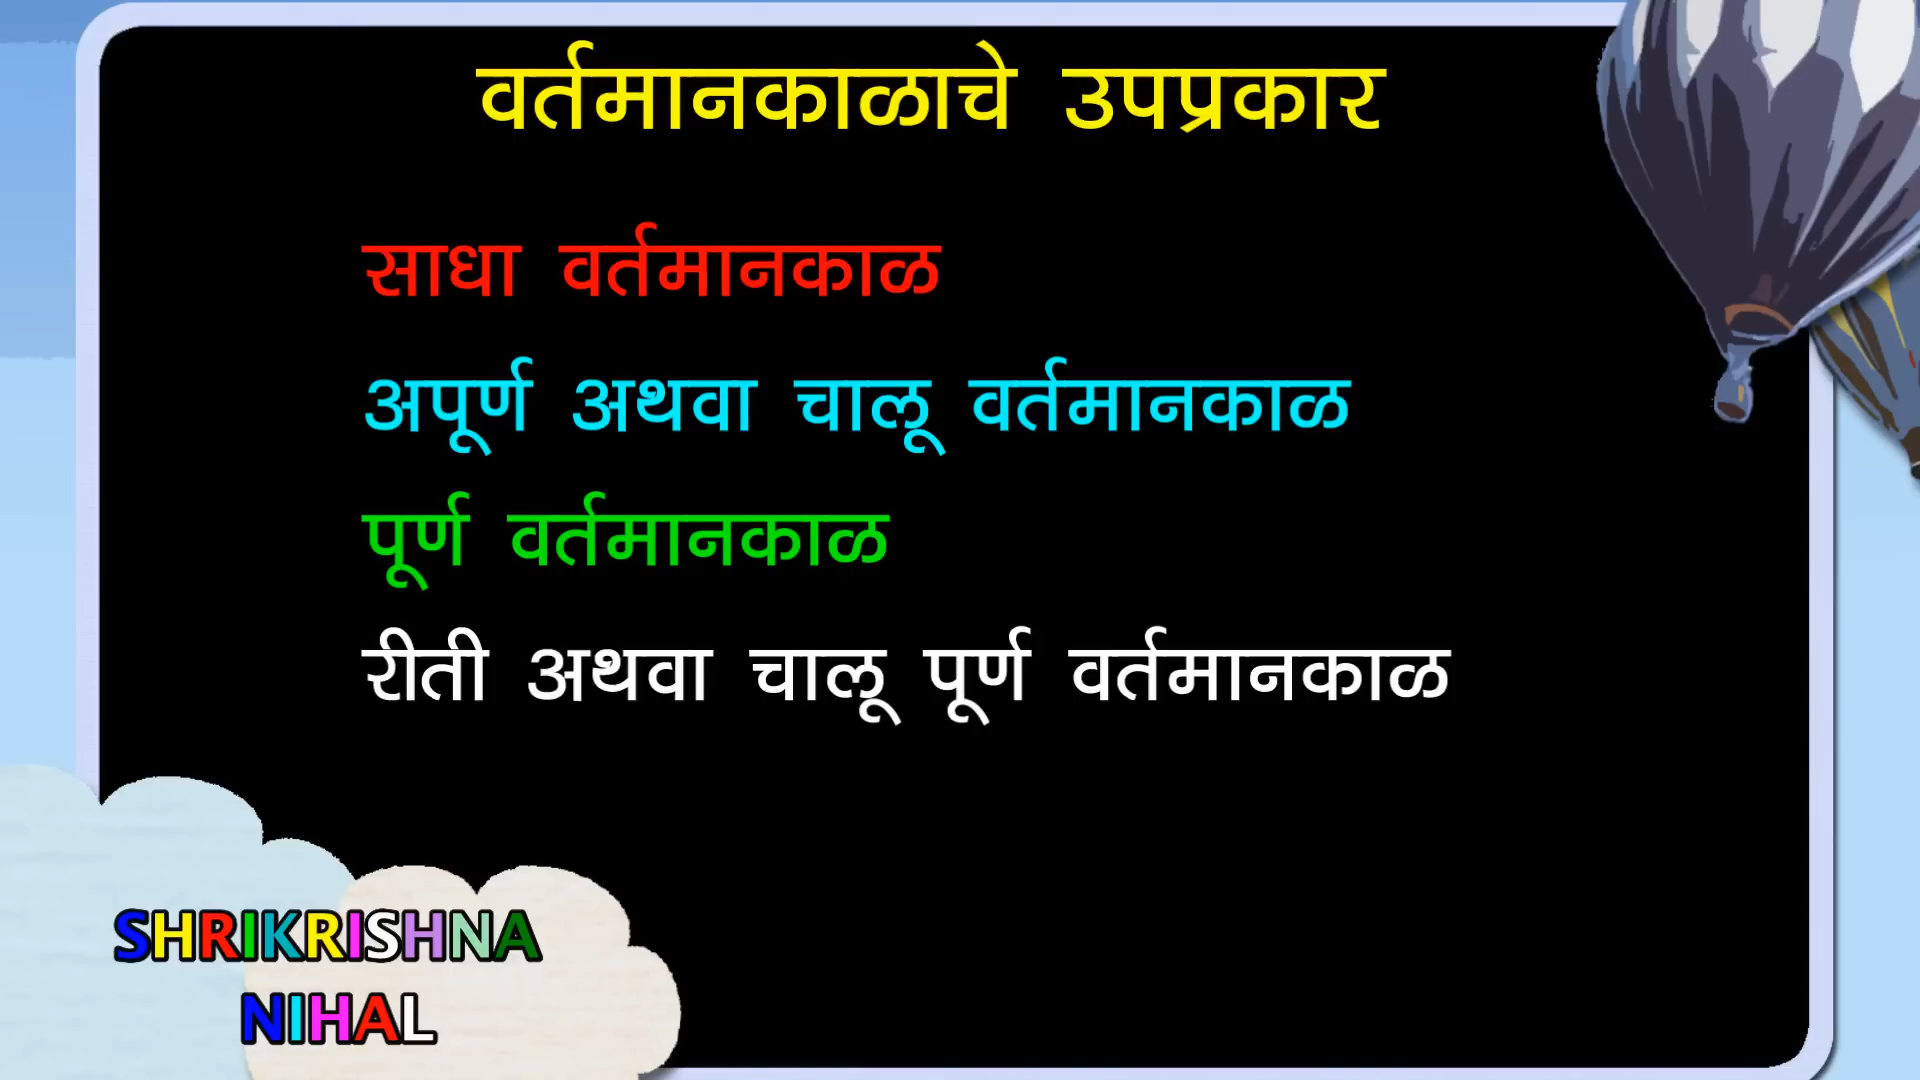 वर्तमानकाळाचे उपप्रकार
साधा वर्तमानकाळ
अपूर्ण अथवा चालू वर्तमानकाळ
पूर्ण वर्तमानकाळ
रीती अथवा चालू पूर्ण वर्तमानकाळ
SHRIKRISHNA
NIHAL